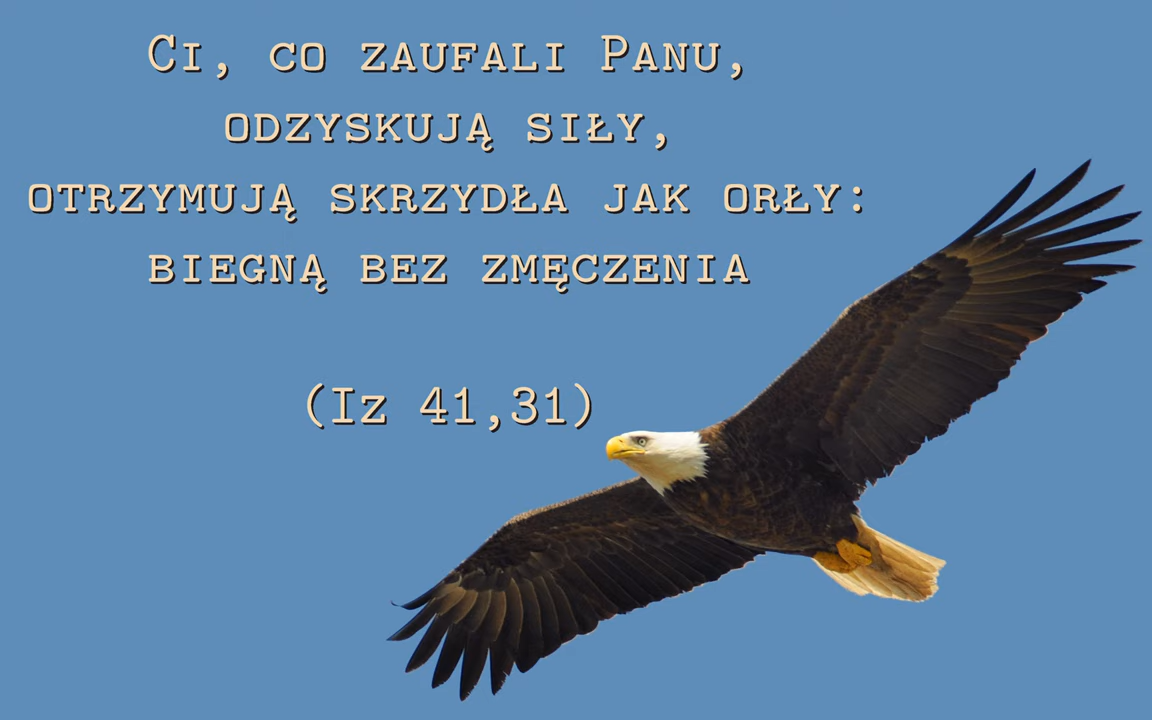 Ci, co zaufali Panu,
odzyskują siły,
otrzymują skrzydła jak orły:
biegną bez zmęczenia
(Iz 41,31)